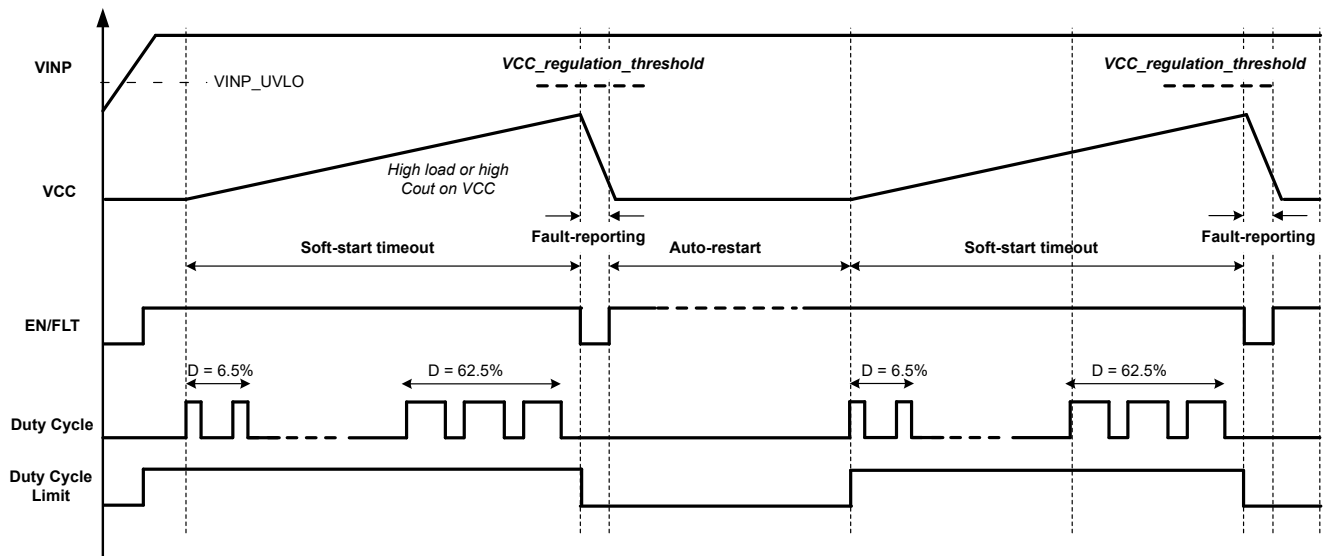 VINP
VINP_UVLO
VCC_regulation_threshold
VCC_regulation_threshold
VCC
High load or high
Cout on VCC
Soft-start timeout
Fault-reporting
Auto-restart
Soft-start timeout
Fault-reporting
EN/FLT
D = 6.5%
D = 62.5%
D = 6.5%
D = 62.5%
Duty Cycle
Duty Cycle
Limit